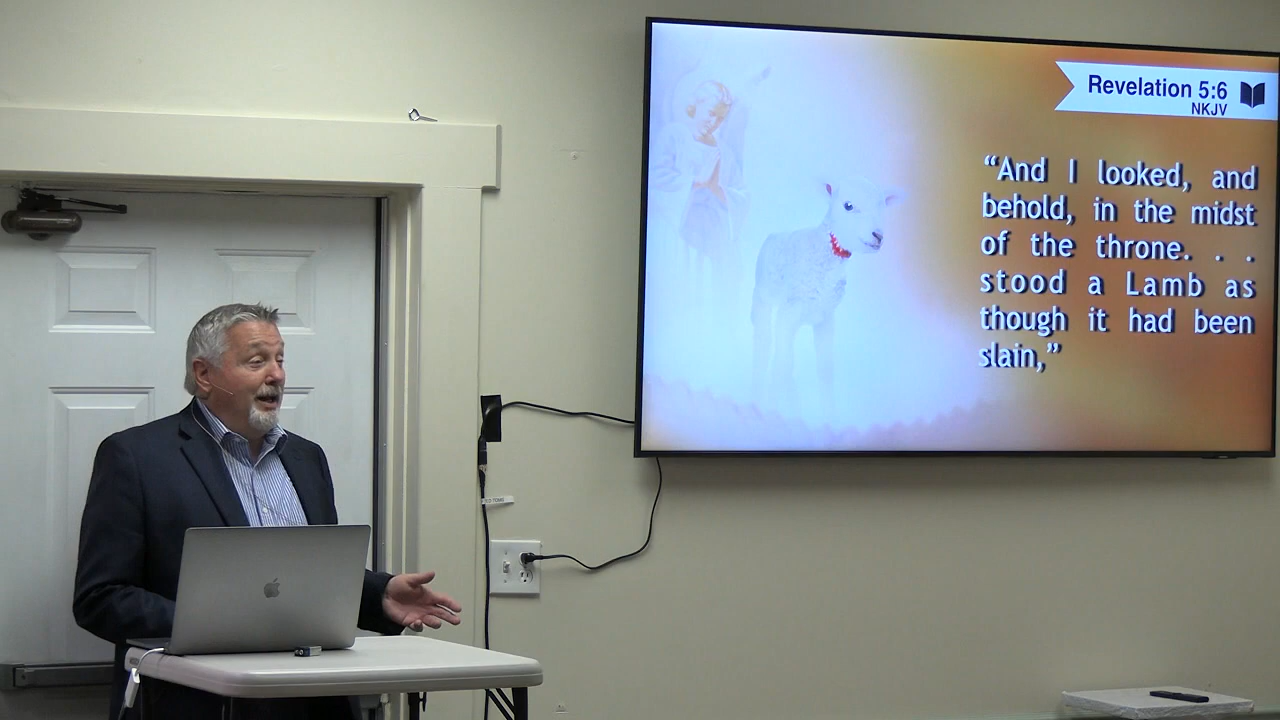 Revelation 5:6
NKJV
“And I looked, and
behold, in the midst
of the throne. . .
stood a Lamb as
though it had been
slain,”